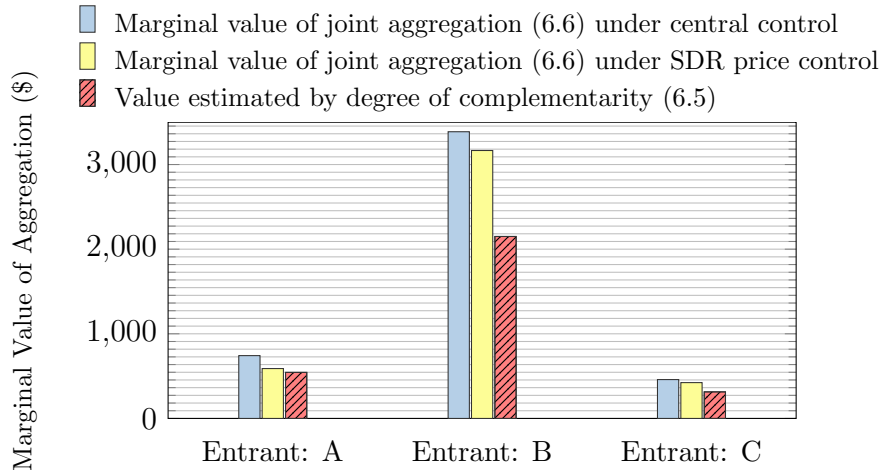 Marginal value of joint aggregation (6.6) under central control
Marginal value of joint aggregation (6.6) under SDR price control
Value estimated by degree of complementarity (6.5)
Marginal Value of Aggregation ($)
3,000
2,000
1,000
0
Entrant: A
Entrant: B
Entrant: C